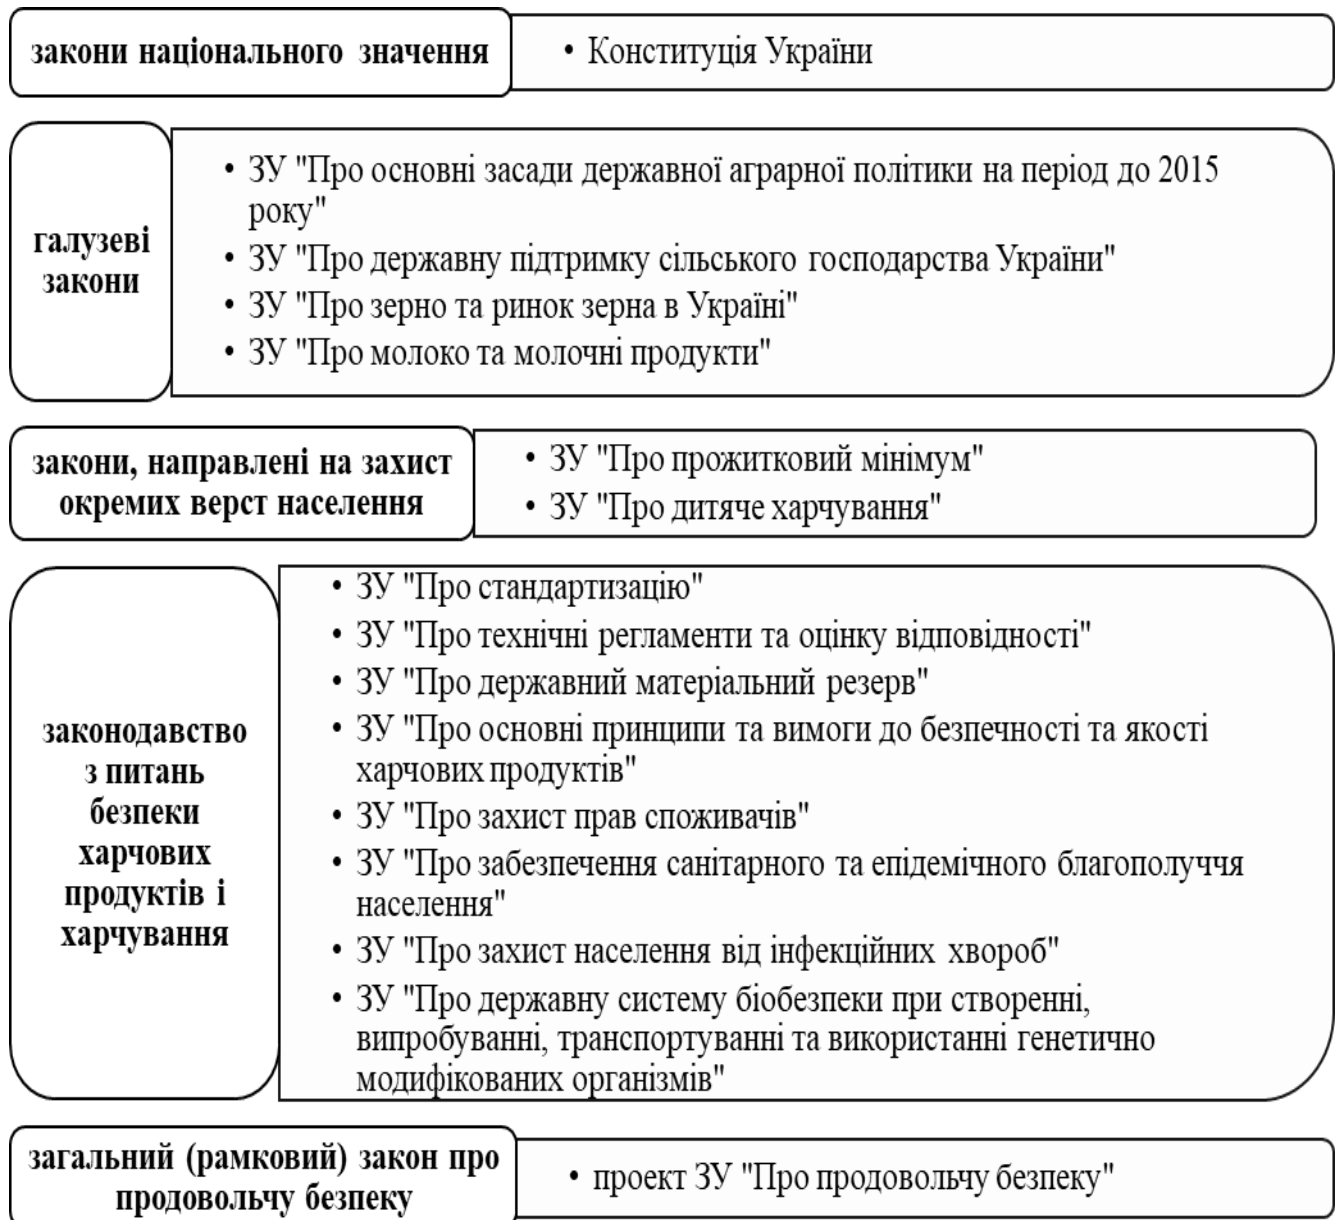 закони національного значення
• Конституція України
галузеві
закони
• ЗУ "Про основні засади державної аграрної політики на період до 2015
року"
• ЗУ "Про державну підтримку сільського господарства України"
• ЗУ "Про зерно та ринок зерна в Україні"
• ЗУ "Про молоко та молочні продукти"
закони, направлені на захист
окремих верст населення
• ЗУ "Про прожитковий мінімум"
• ЗУ "Про дитяче харчування"
законодавство
з питань
безпеки
харчових
продуктів і
харчування
• ЗУ "Про стандартизацію"
• ЗУ "Про технічні регламенти та оцінку відповідності"
• ЗУ "Про державний матеріальний резерв"
• ЗУ "Про основні принципи та вимоги до безпечності та якості
харчових продуктів"
• ЗУ "Про захист прав споживачів"
• ЗУ "Про забезпечення санітарного та епідемічного благополуччя
населення"
• ЗУ "Про захист населення від інфекційних хвороб"
• ЗУ "Про державну систему біобезпеки при створенні,
випробуванні, транспортуванні та використанні генетично
модифікованих організмів"
загальний (рамковий) закон про
продовольчу безпеку
• проект ЗУ "Про продовольчу безпеку"